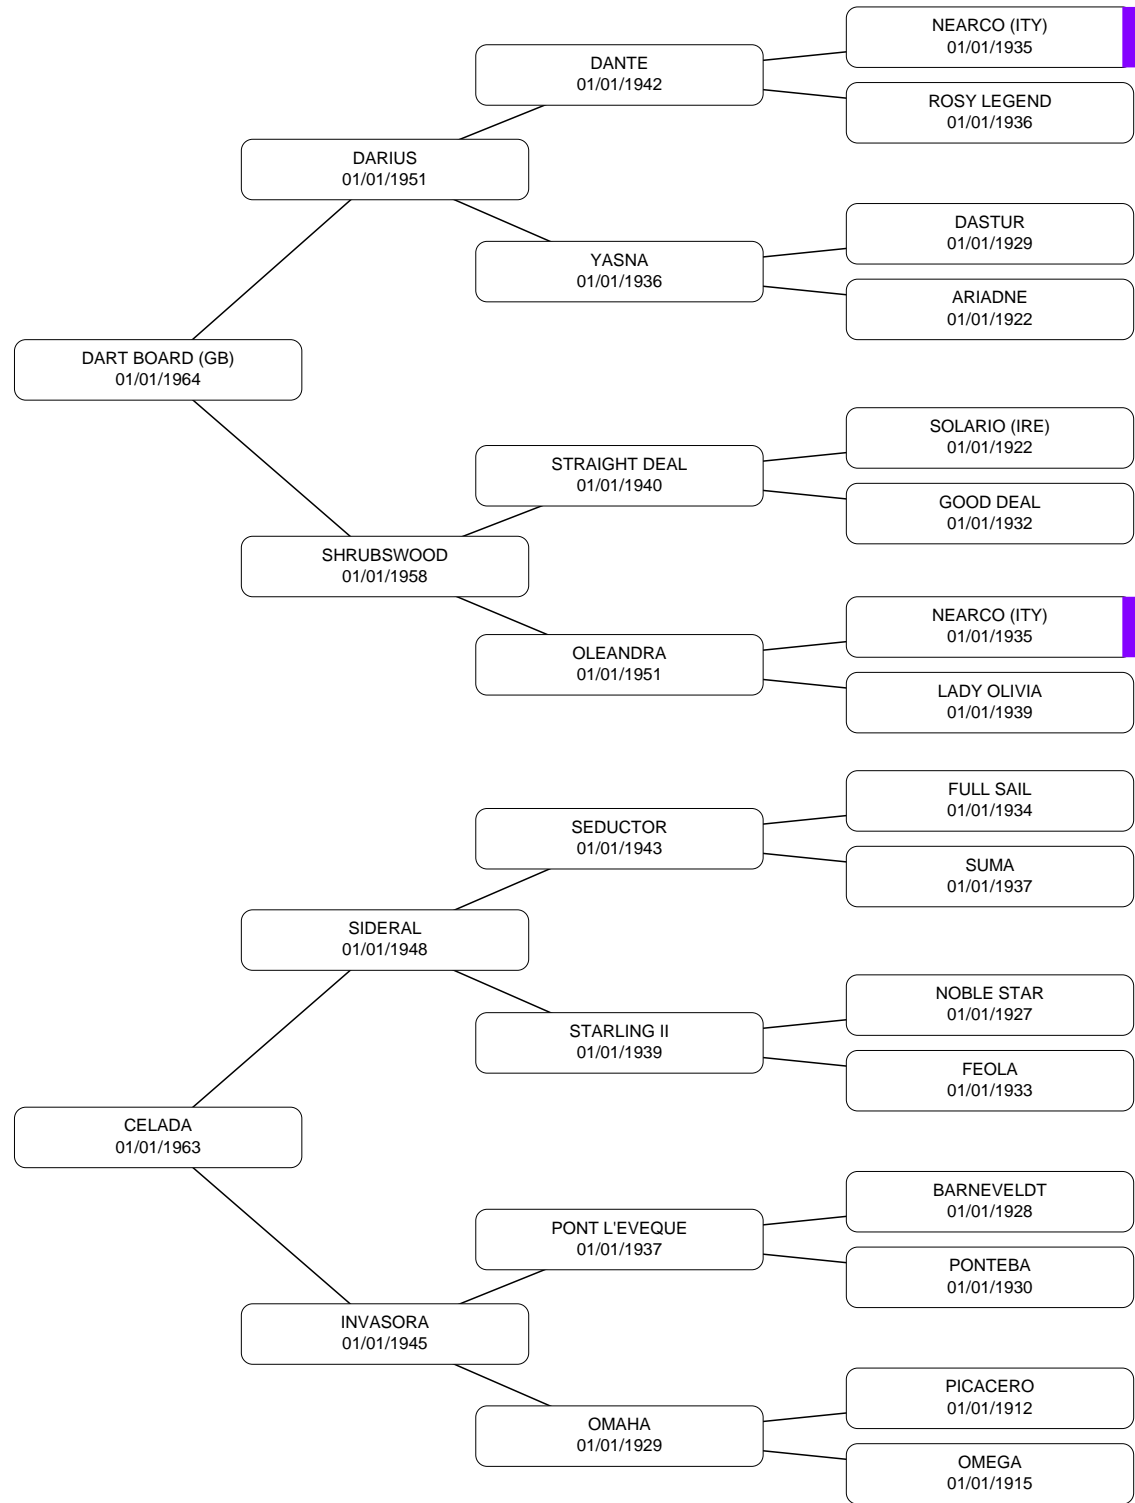 NEARCO (ITY)
01/01/1935
DANTE
01/01/1942
ROSY LEGEND
01/01/1936
DARIUS
01/01/1951
DASTUR
01/01/1929
YASNA
01/01/1936
ARIADNE
01/01/1922
DART BOARD (GB)
01/01/1964
SOLARIO (IRE)
01/01/1922
STRAIGHT DEAL
01/01/1940
GOOD DEAL
01/01/1932
SHRUBSWOOD
01/01/1958
NEARCO (ITY)
01/01/1935
OLEANDRA
01/01/1951
LADY OLIVIA
01/01/1939
FULL SAIL
01/01/1934
SEDUCTOR
01/01/1943
SUMA
01/01/1937
SIDERAL
01/01/1948
NOBLE STAR
01/01/1927
STARLING II
01/01/1939
FEOLA
01/01/1933
CELADA
01/01/1963
BARNEVELDT
01/01/1928
PONT L'EVEQUE
01/01/1937
PONTEBA
01/01/1930
INVASORA
01/01/1945
PICACERO
01/01/1912
OMAHA
01/01/1929
OMEGA
01/01/1915